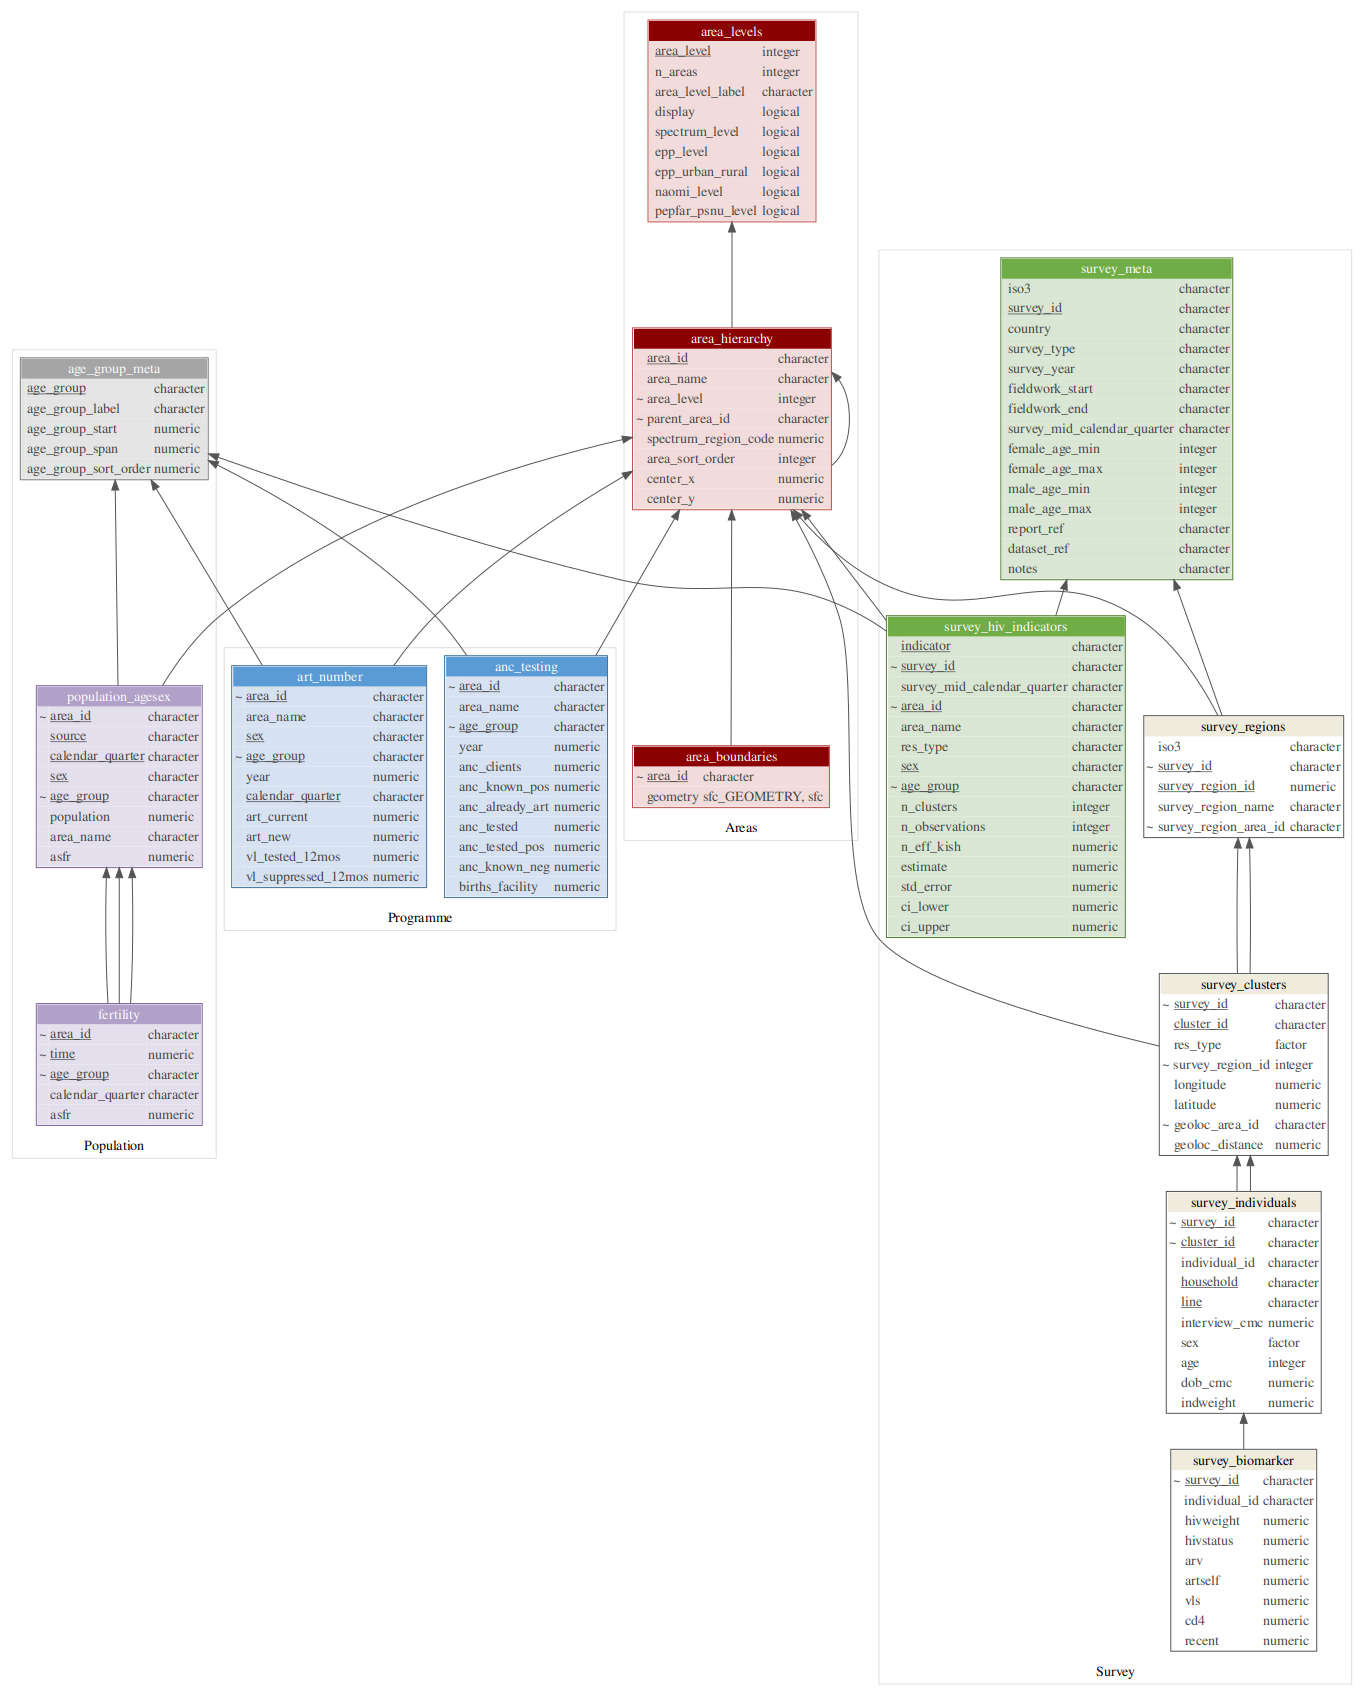 area_levels
area_level integer
n_areas integer
area_level_label character
display logical
spectrum_level logical
epp_level logical
epp_urban_rural logical
naomi_level logical
pepfar_psnu_level logical
area_hierarchy
area_id character
area_name character
~ area_level integer
~ parent_area_id character
spectrum_region_code numeric
area_sort_order integer
center_x numeric
center_y numeric
area_boundaries
~ area_id character
geometry sfc_GEOMETRY, sfc
Areas
age_group_meta
age_group character
age_group_label character
age_group_start numeric
age_group_span numeric
age_group_sort_order numeric
population_agesex
~ area_id character
source character
calendar_quarter character
sex character
~ age_group character
population numeric
area_name character
asfr numeric
fertility
~ area_id character
~ time numeric
~ age_group character
calendar_quarter character
asfr numeric
Population
art_number
~ area_id character
area_name character
sex character
~ age_group character
year numeric
calendar_quarter character
art_current numeric
art_new numeric
vl_tested_12mos numeric
vl_suppressed_12mos numeric
anc_testing
~ area_id character
area_name character
~ age_group character
year numeric
anc_clients numeric
anc_known_pos numeric
anc_already_art numeric
anc_tested numeric
anc_tested_pos numeric
anc_known_neg numeric
births_facility numeric
Programme
survey_meta
iso3 character
survey_id character
country character
survey_type character
survey_year character
fieldwork_start character
fieldwork_end character
survey_mid_calendar_quarter character
female_age_min integer
female_age_max integer
male_age_min integer
male_age_max integer
report_ref character
dataset_ref character
notes character
survey_hiv_indicators
indicator character
~ survey_id character
survey_mid_calendar_quarter character
~ area_id character
area_name character
res_type character
sex character
~ age_group character
n_clusters integer
n_observations integer
n_eff_kish numeric
estimate numeric
std_error numeric
ci_lower numeric
ci_upper numeric
survey_regions
iso3 character
~ survey_id character
survey_region_id numeric
survey_region_name character
~ survey_region_area_id character
survey_clusters
~ survey_id character
cluster_id character
res_type factor
~ survey_region_id integer
longitude numeric
latitude numeric
~ geoloc_area_id character
geoloc_distance numeric
survey_individuals
~ survey_id character
~ cluster_id character
individual_id character
household character
line character
interview_cmc numeric
sex factor
age integer
dob_cmc numeric
indweight numeric
survey_biomarker
~ survey_id character
individual_id character
hivweight numeric
hivstatus numeric
arv numeric
artself numeric
vls numeric
cd4 numeric
recent numeric
Survey